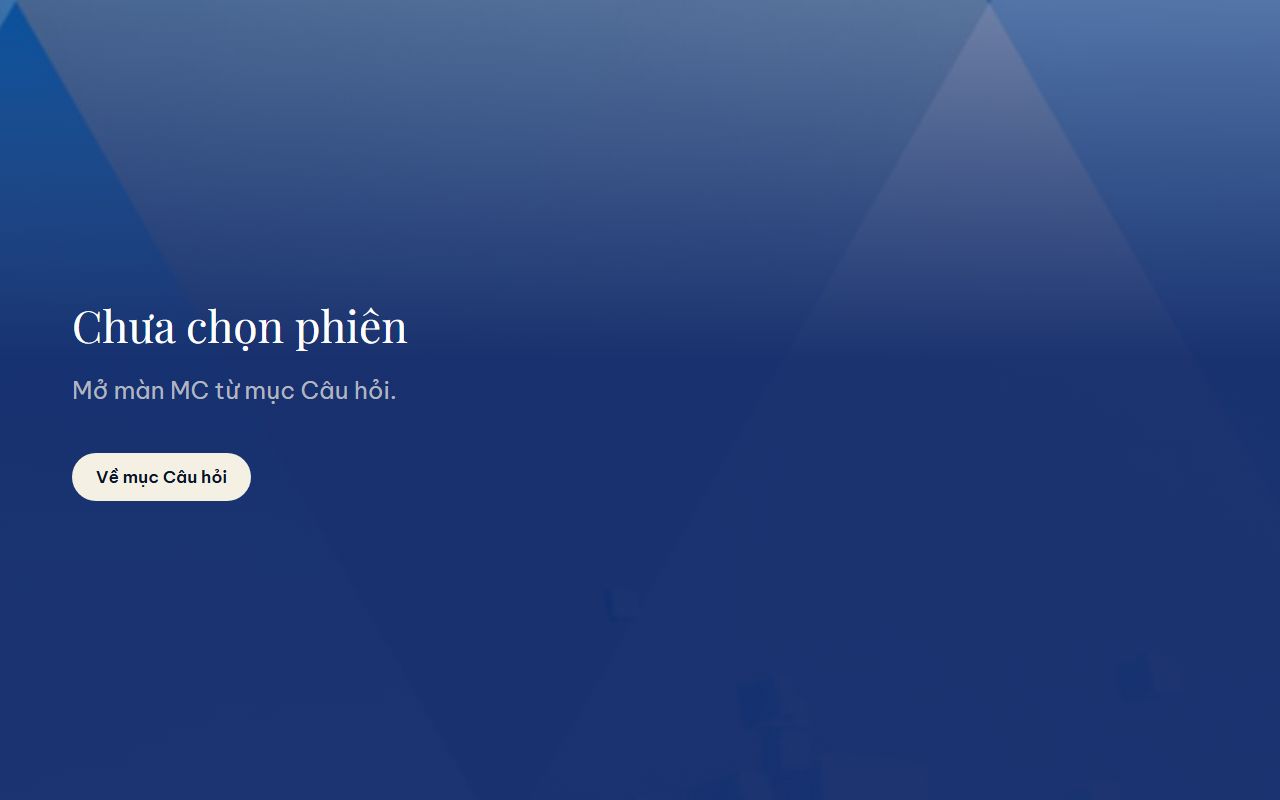 Chưa chọn phiên
Mở màn MC từ mục Câu hỏi.
Về mục Câu hỏi